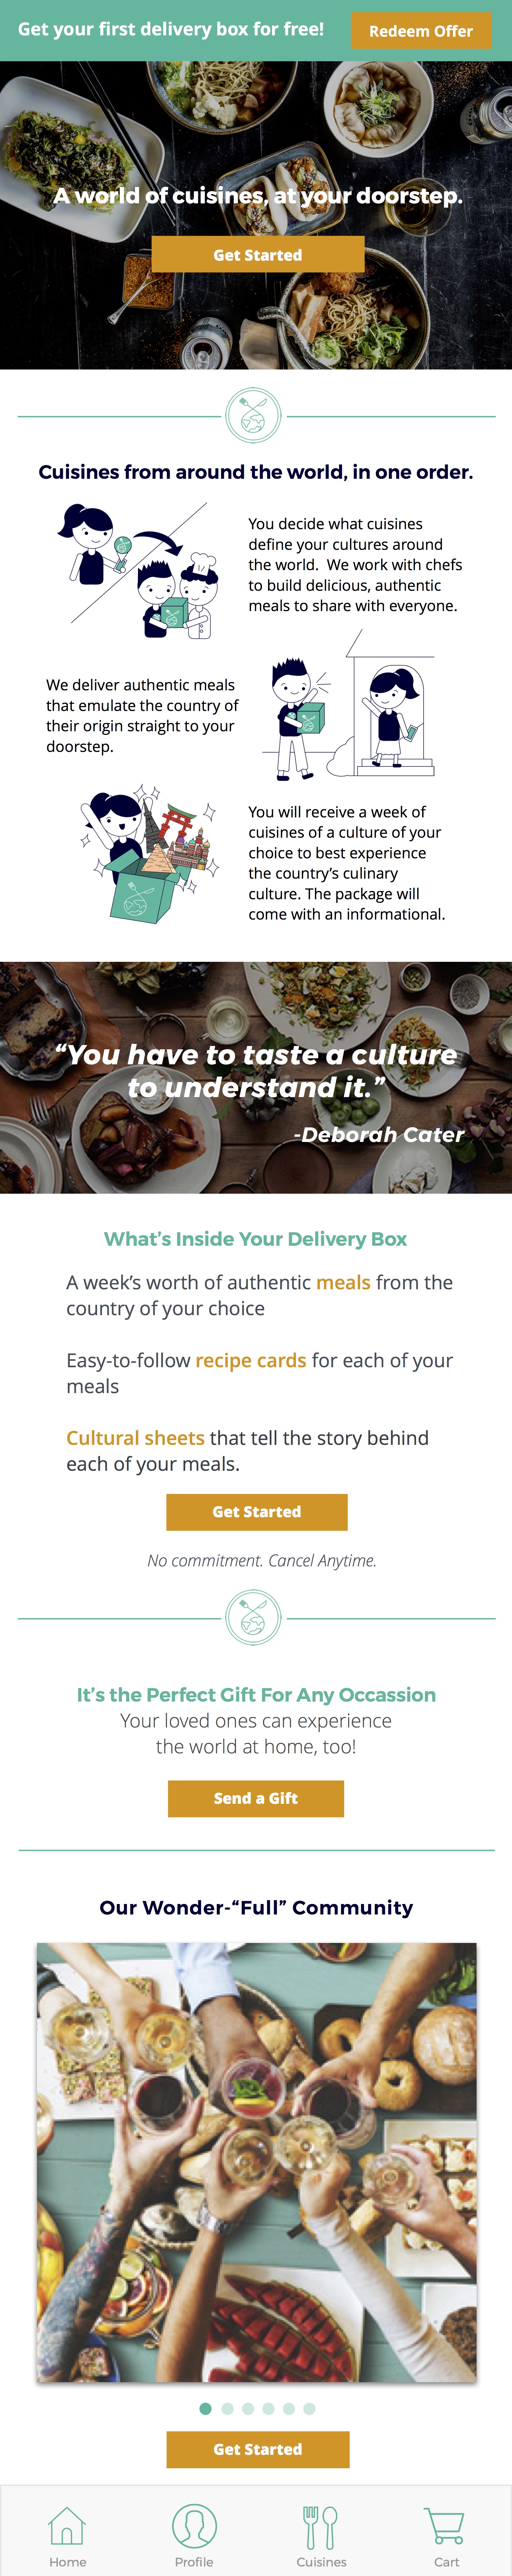 Get your first delivery box for free!
Redeem Offer
A world of cuisines, at your doorstep.
Get Started
Cuisines from around the world, in one order.
You decide what cuisines
define your cultures around
the world. We work with chefs
to build delicious, authentic
meals to share with everyone.
We deliver authentic meals
that emulate the country of
their origin straight to your
doorstep.
You will receive a week of
cuisines of a culture of your
choice to best experience
the country’s culinary
culture. The package will
come with an informational.
“You have to taste a culture
to understand it.”
-Deborah Cater
What’s Inside Your Delivery Box
A week’s worth of authentic meals from the
country of your choice
Easy-to-follow recipe cards for each of your
meals
Cultural sheets that tell the story behind
each of your meals.
Get Started
No commitment. Cancel Anytime.
It’s the Perfect Gift For Any Occassion
Your loved ones can experience
the world at home, too!
Send a Gift
Our Wonder-“Full” Community
Get Started
Home
Profile
Cuisines
Cart